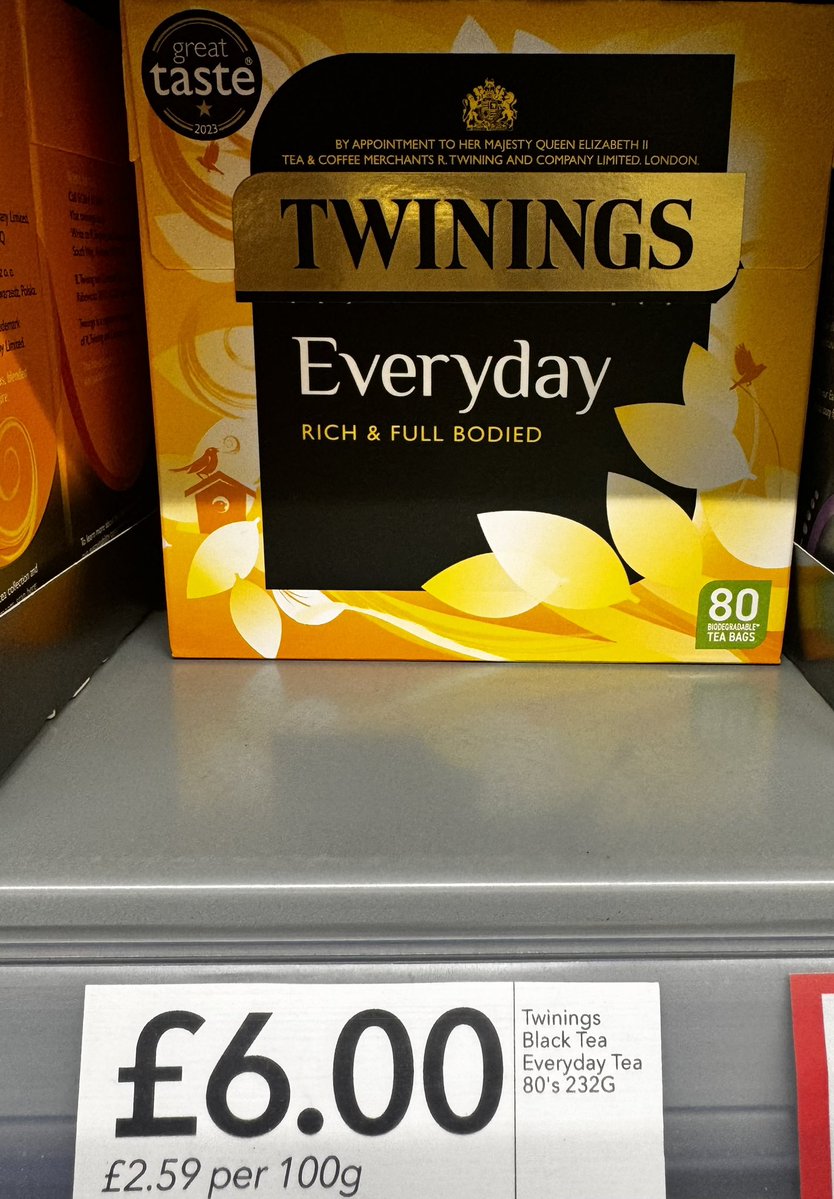 great
taste®
2023
BY APPOINTMENT TO HER MAJESTY QUEEN ELIZABETH II
TEA & COFFEE MERCHANTS R. TWINING AND COMPANY LIMITED. LONDON.
TWININGS
Everyday
RICH & FULL BODIED
80
BIODEGRADABLE
TEA BAGS
£6.00
£2.59 per 100g
Twinings
Black Tea
Everyday Tea
80's 232G